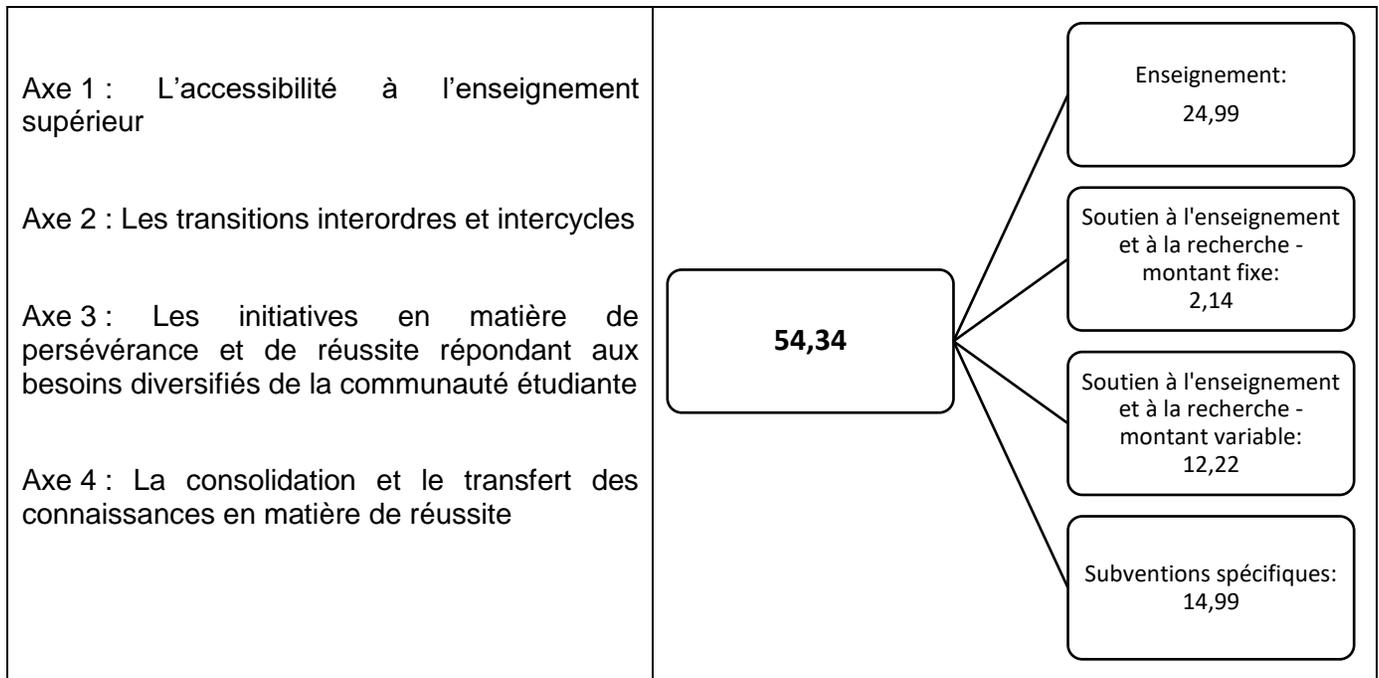 Axe 1 : L’accessibilité à l’enseignement
supérieur
Axe 2 : Les transitions interordres et intercycles
Axe 3 : Les initiatives en matière de
persévérance et de réussite répondant aux
besoins diversifiés de la communauté étudiante
Axe 4 : La consolidation et le transfert des
connaissances en matière de réussite
54,34
Enseignement:
24,99
Soutien à l'enseignement
et à la recherche -
montant fixe:
2,14
Soutien à l'enseignement
et à la recherche -
montant variable:
12,22
Subventions spécifiques:
14,99